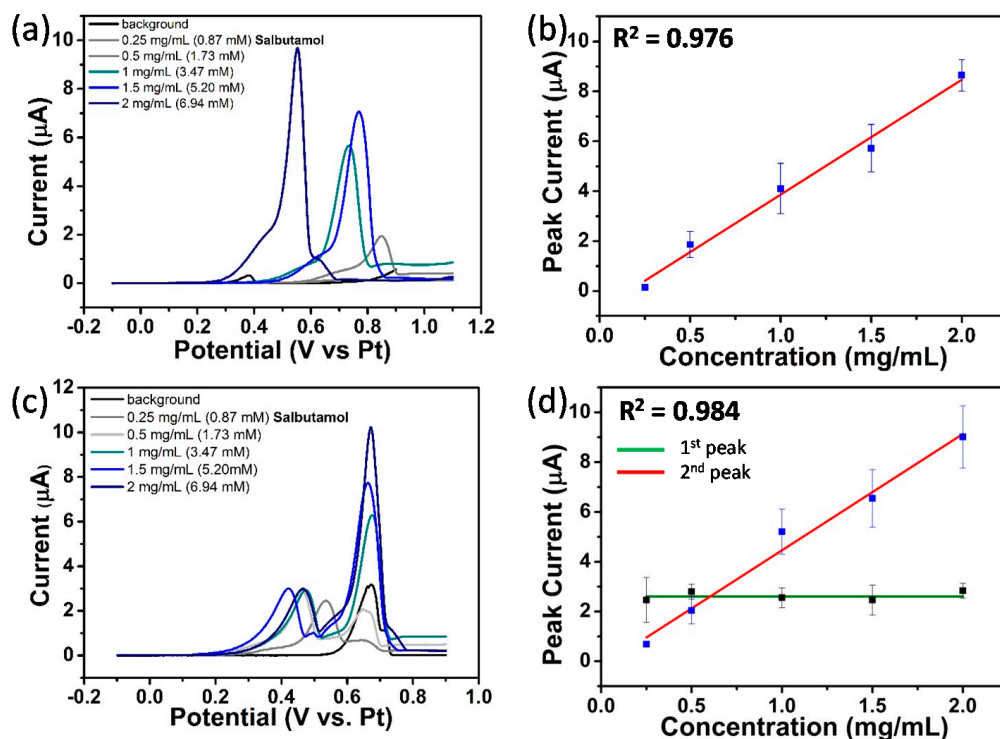 (a)
background
0.25 mg/mL (0.87 mM) Salbutamol
0.5 mg/mL (1.73 mM)
1 mg/mL (3.47 mM)
1.5 mg/mL (5.20 mM)
2 mg/mL (6.94 mM)
10
8
6
4
2
0
Current (µA)
-0.2 0.0 0.2 0.4 0.6 0.8 1.0 1.2
Potential (V vs Pt)
(b)
R² = 0.976
10
8
6
4
2
0
Peak Current (µA)
0.0 0.5 1.0 1.5 2.0
Concentration (mg/mL)
(c)
background
0.25 mg/mL (0.87 mM) Salbutamol
0.5 mg/mL (1.73 mM)
1 mg/mL (3.47 mM)
1.5 mg/mL (5.20mM)
2 mg/mL (6.94 mM)
12
10
8
6
4
2
0
Current (µA)
-0.2 0.0 0.2 0.4 0.6 0.8 1.0
Potential (V vs. Pt)
(d)
R² = 0.984
1st peak
2nd peak
10
8
6
4
2
0
Peak Current (µA)
0.0 0.5 1.0 1.5 2.0
Concentration (mg/mL)